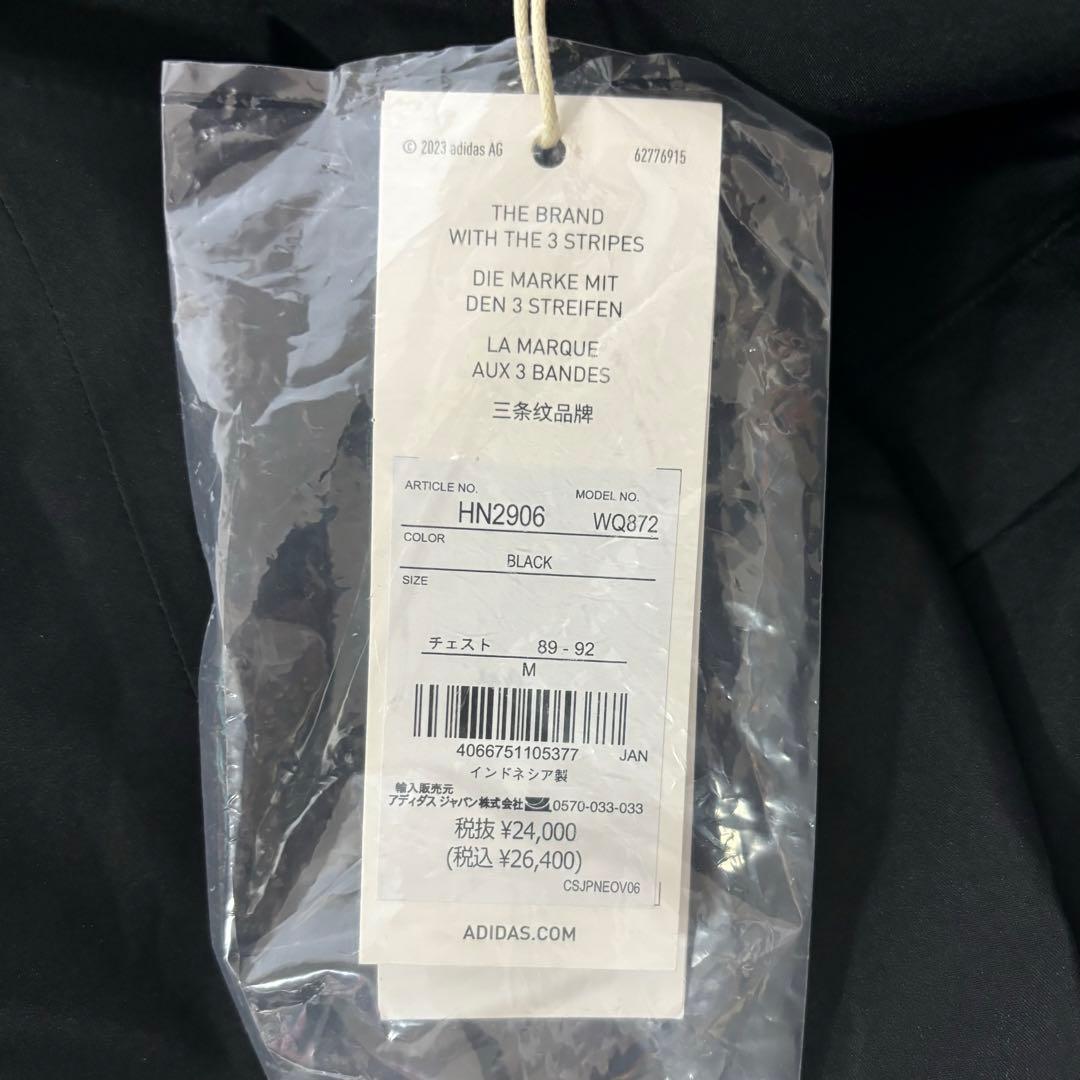 © 2023 adidas AG
62776915
THE BRAND
WITH THE 3 STRIPES
DIE MARKE MIT
DEN 3 STREIFEN
LA MARQUE
AUX 3 BANDES
三条纹品牌
ARTICLE NO.
MODEL NO.
HN2906
WQ872
COLOR
BLACK
SIZE
チェスト 89 - 92
M
4066751105377 JAN
インドネシア製
輸入販売元
アディダス ジャパン株式会社 0570-033-033
税抜 ¥24,000
(税込 ¥26,400)
CSJPNEOV06
ADIDAS.COM